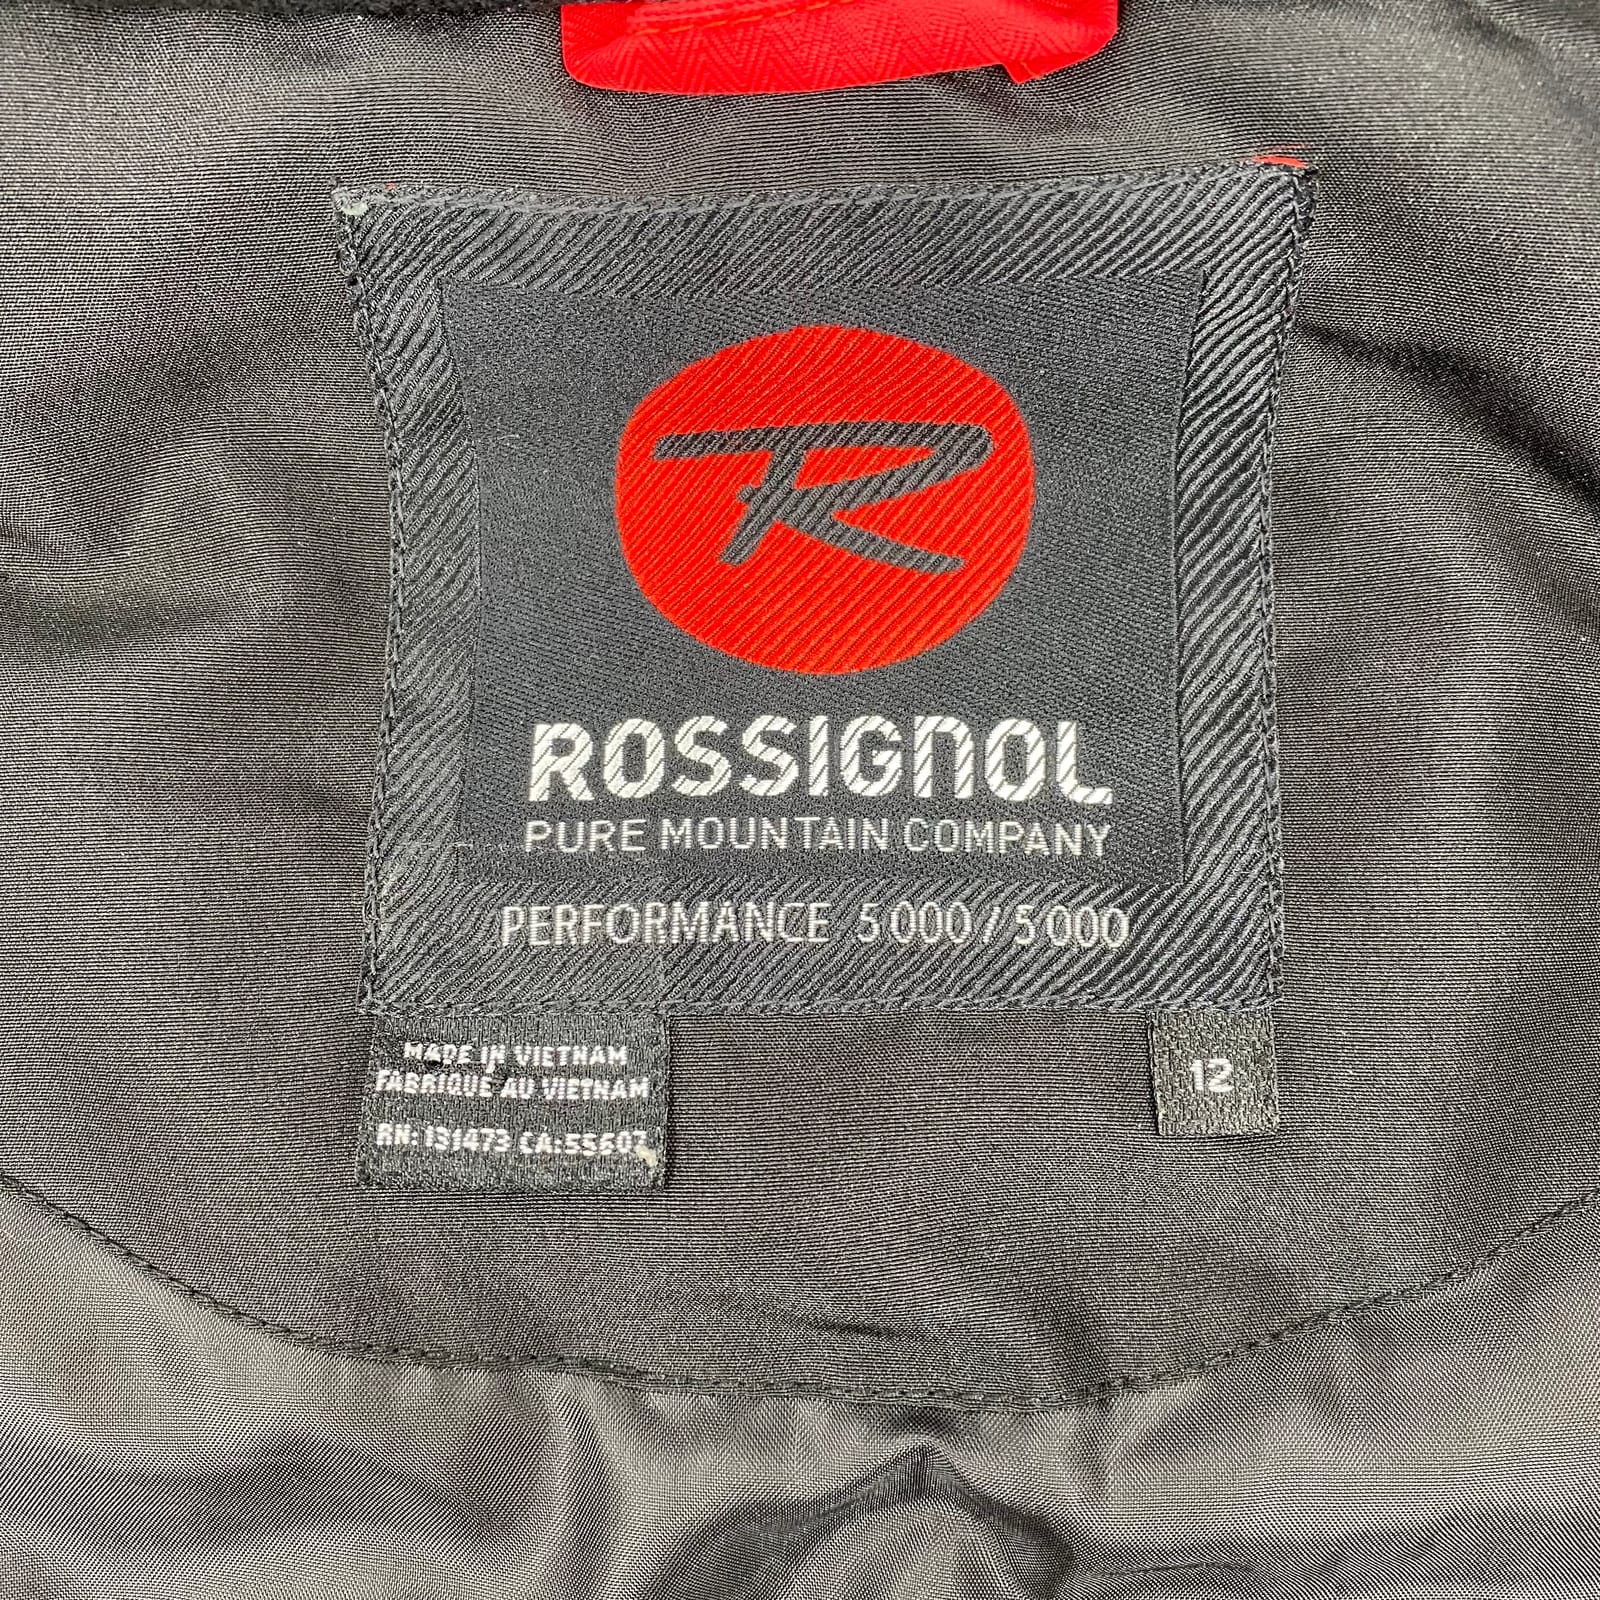 R
ROSSIGNOL
PURE MOUNTAIN COMPANY
PERFORMANCE 5000/5000
MADE IN VIETNAM
FABRIQUE AU VIETNAM
RN: 131473 CA:55607
12